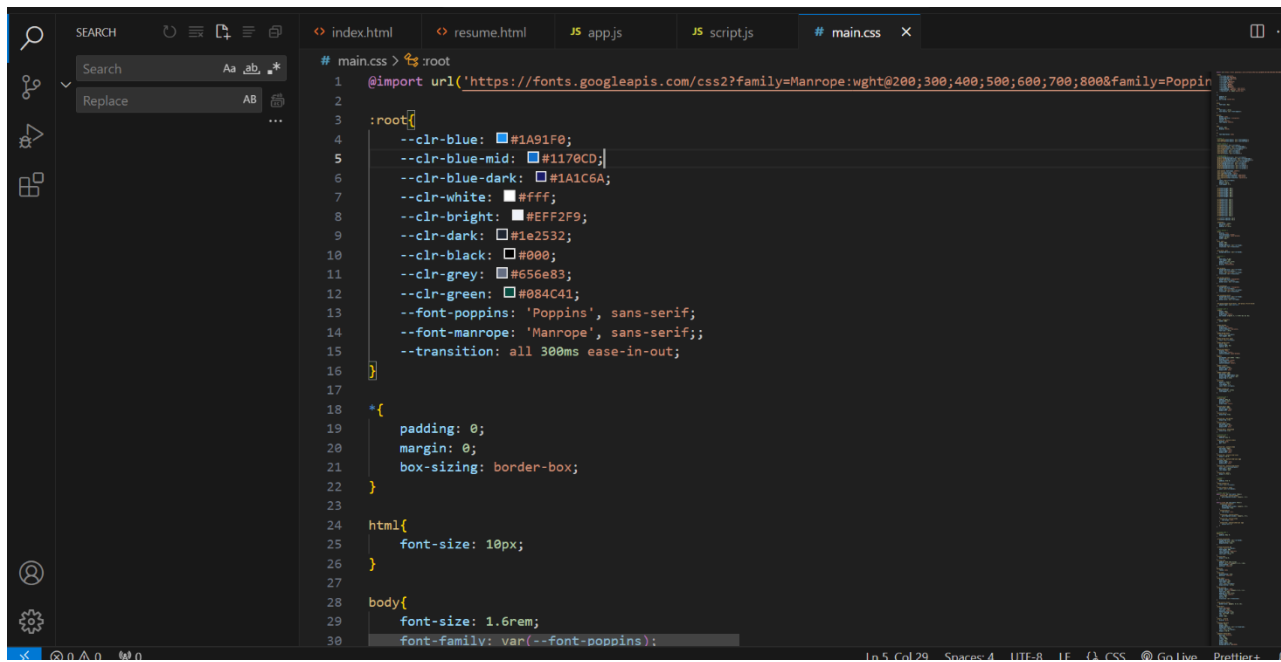 SEARCH
<> index.html <> resume.html JS app.js JS script.js # main.css ×
Search Aa ab, .*
Replace AB
...
# main.css > :root
1 @import url('https://fonts.googleapis.com/css2?family=Manrope:wght@200;300;400;500;600;700;800&family=Poppin
2
3 :root{
4 --clr-blue: #1A91F0;
5 --clr-blue-mid: #1170CD;
6 --clr-blue-dark: #1A1C6A;
7 --clr-white: #fff;
8 --clr-bright: #EFF2F9;
9 --clr-dark: #1e2532;
10 --clr-black: #000;
11 --clr-grey: #656e83;
12 --clr-green: #084C41;
13 --font-poppins: 'Poppins', sans-serif;
14 --font-manrope: 'Manrope', sans-serif;;
15 --transition: all 300ms ease-in-out;
16 }
17
18 *{
19 padding: 0;
20 margin: 0;
21 box-sizing: border-box;
22 }
23
24 html{
25 font-size: 10px;
26 }
27
28 body{
29 font-size: 1.6rem;
30 font-family: var(--font-poppins);
0 0 0 Ln 5, Col 29 Spaces: 4 UTF-8 LF {} CSS Go Live Prettier+